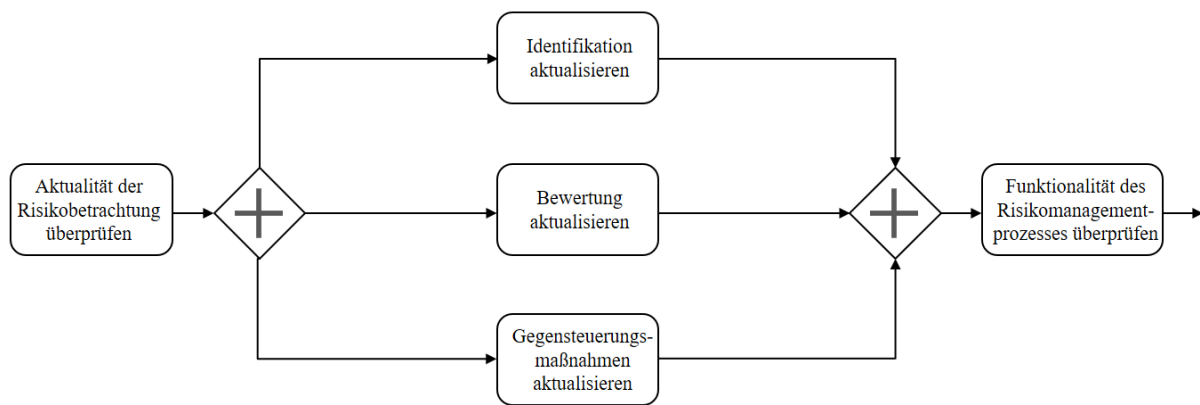 Identifikation
aktualisieren
Aktualität der
Risikobetrachtung
überprüfen
Bewertung
aktualisieren
Funktionalität des
Risikomanagement-
prozesses überprüfen
Gegensteuerungs-
maßnahmen
aktualisieren